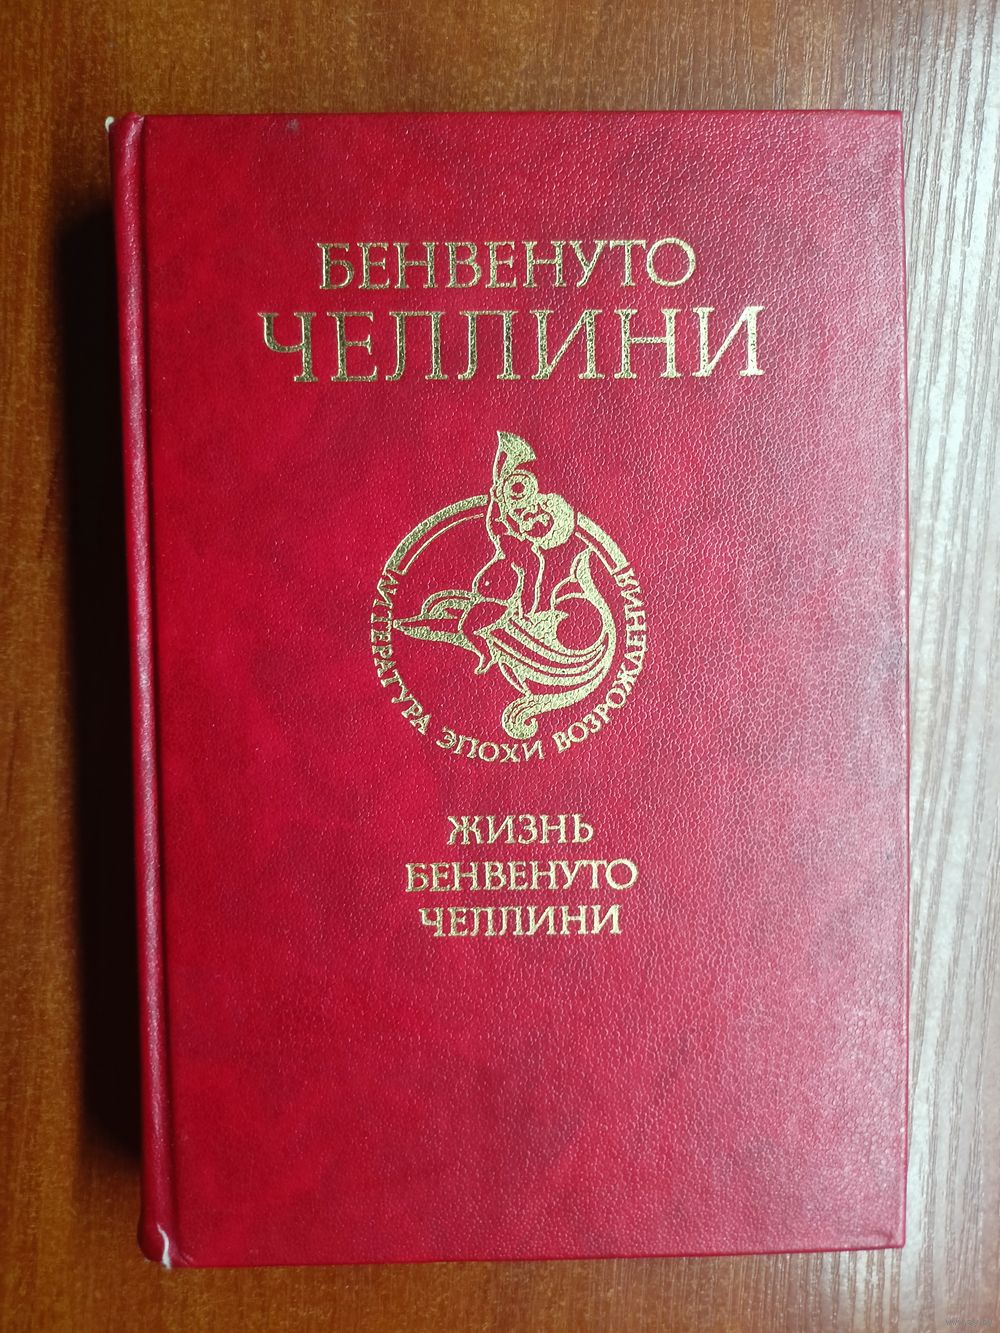 БЕНВЕНУТО
ЧЕЛЛИНИ
ЛИТЕРАТУРА ЭПОХИ ВОЗРОЖДЕНИЯ
ЖИЗНЬ
БЕНВЕНУТО
ЧЕЛЛИНИ